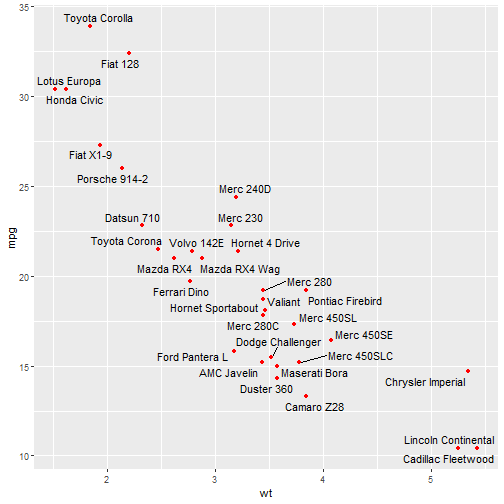 35
Toyota Corolla
Fiat 128
Lotus Europa
30
Honda Civic
Fiat X1-9
Porsche 914-2
25
Merc 240D
Datsun 710
Merc 230
Toyota Corona
Volvo 142E
Hornet 4 Drive
mpg
20
Mazda RX4
Mazda RX4 Wag
Merc 280
Ferrari Dino
Valiant
Pontiac Firebird
Hornet Sportabout
Merc 450SL
Merc 280C
Dodge Challenger
Merc 450SE
Ford Pantera L
Merc 450SLC
15
AMC Javelin
Maserati Bora
Chrysler Imperial
Duster 360
Camaro Z28
Lincoln Continental
10
Cadillac Fleetwood
2
3
4
5
wt